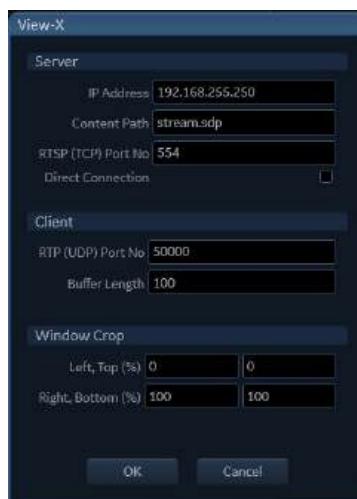 View-X
Server
IP Address 192.168.255.250
Content Path stream.sdp
RTSP (TCP) Port No 554
Direct Connection
Client
RTP (UDP) Port No 50000
Buffer Length 100
Window Crop
Left, Top (%) 0 0
Right, Bottom (%) 100 100
OK Cancel